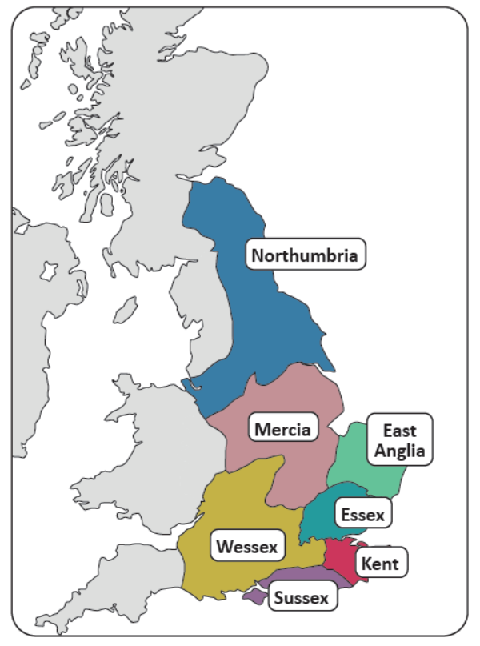 Northumbria
Mercia
East
Anglia
Essex
Wessex
Kent
Sussex